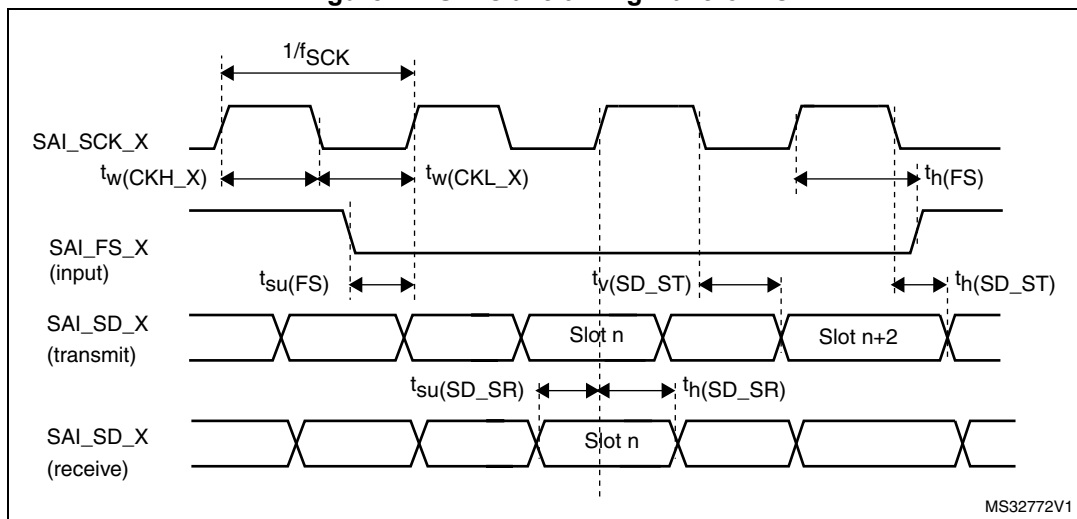 1/fSCK
SAI_SCK_X
tw(CKH_X)
tw(CKL_X)
th(FS)
SAI_FS_X
(input)
tsu(FS)
tv(SD_ST)
th(SD_ST)
SAI_SD_X
(transmit)
Slot n
Slot n+2
tsu(SD_SR)
th(SD_SR)
SAI_SD_X
(receive)
Slot n
MS32772V1